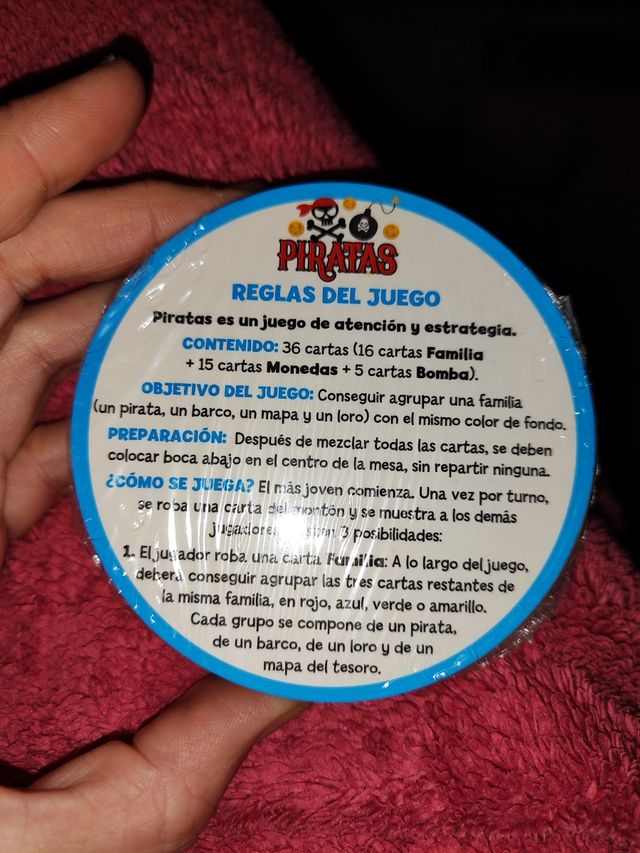 PIRATAS
REGLAS DEL JUEGO
Piratas es un juego de atención y estrategia.
CONTENIDO: 36 cartas (16 cartas Familia
+ 15 cartas Monedas + 5 cartas Bomba).
OBJETIVO DEL JUEGO: Conseguir agrupar una familia
(un pirata, un barco, un mapa y un loro) con el mismo color de fondo.
PREPARACIÓN: Después de mezclar todas las cartas, se deben
colocar boca abajo en el centro de la mesa, sin repartir ninguna.
¿CÓMO SE JUEGA? El más joven comienza. Una vez por turno,
se roba una carta del montón y se muestra a los demás
jugadores 3 posibilidades:
1. El jugador roba una carta Familia: A lo largo del juego,
deberá conseguir agrupar las tres cartas restantes de
la misma familia, en rojo, azul, verde o amarillo.
Cada grupo se compone de un pirata,
de un barco, de un loro y de un
mapa del tesoro.